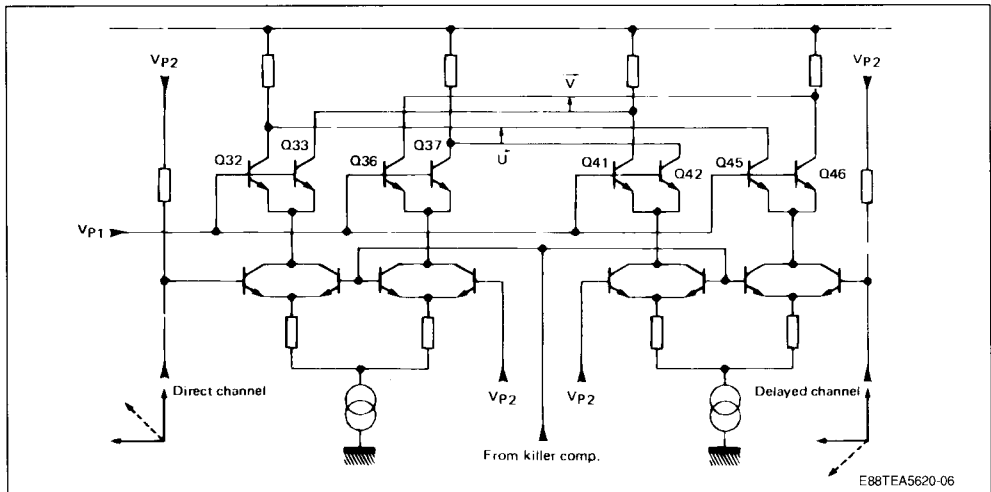 VP2
VP2
V
Q32
Q33
Q36
Q37
U
Q41
Q42
Q45
Q46
VP1
Direct channel
VP2
VP2
Delayed channel
From killer comp.
E88TEA5620-06